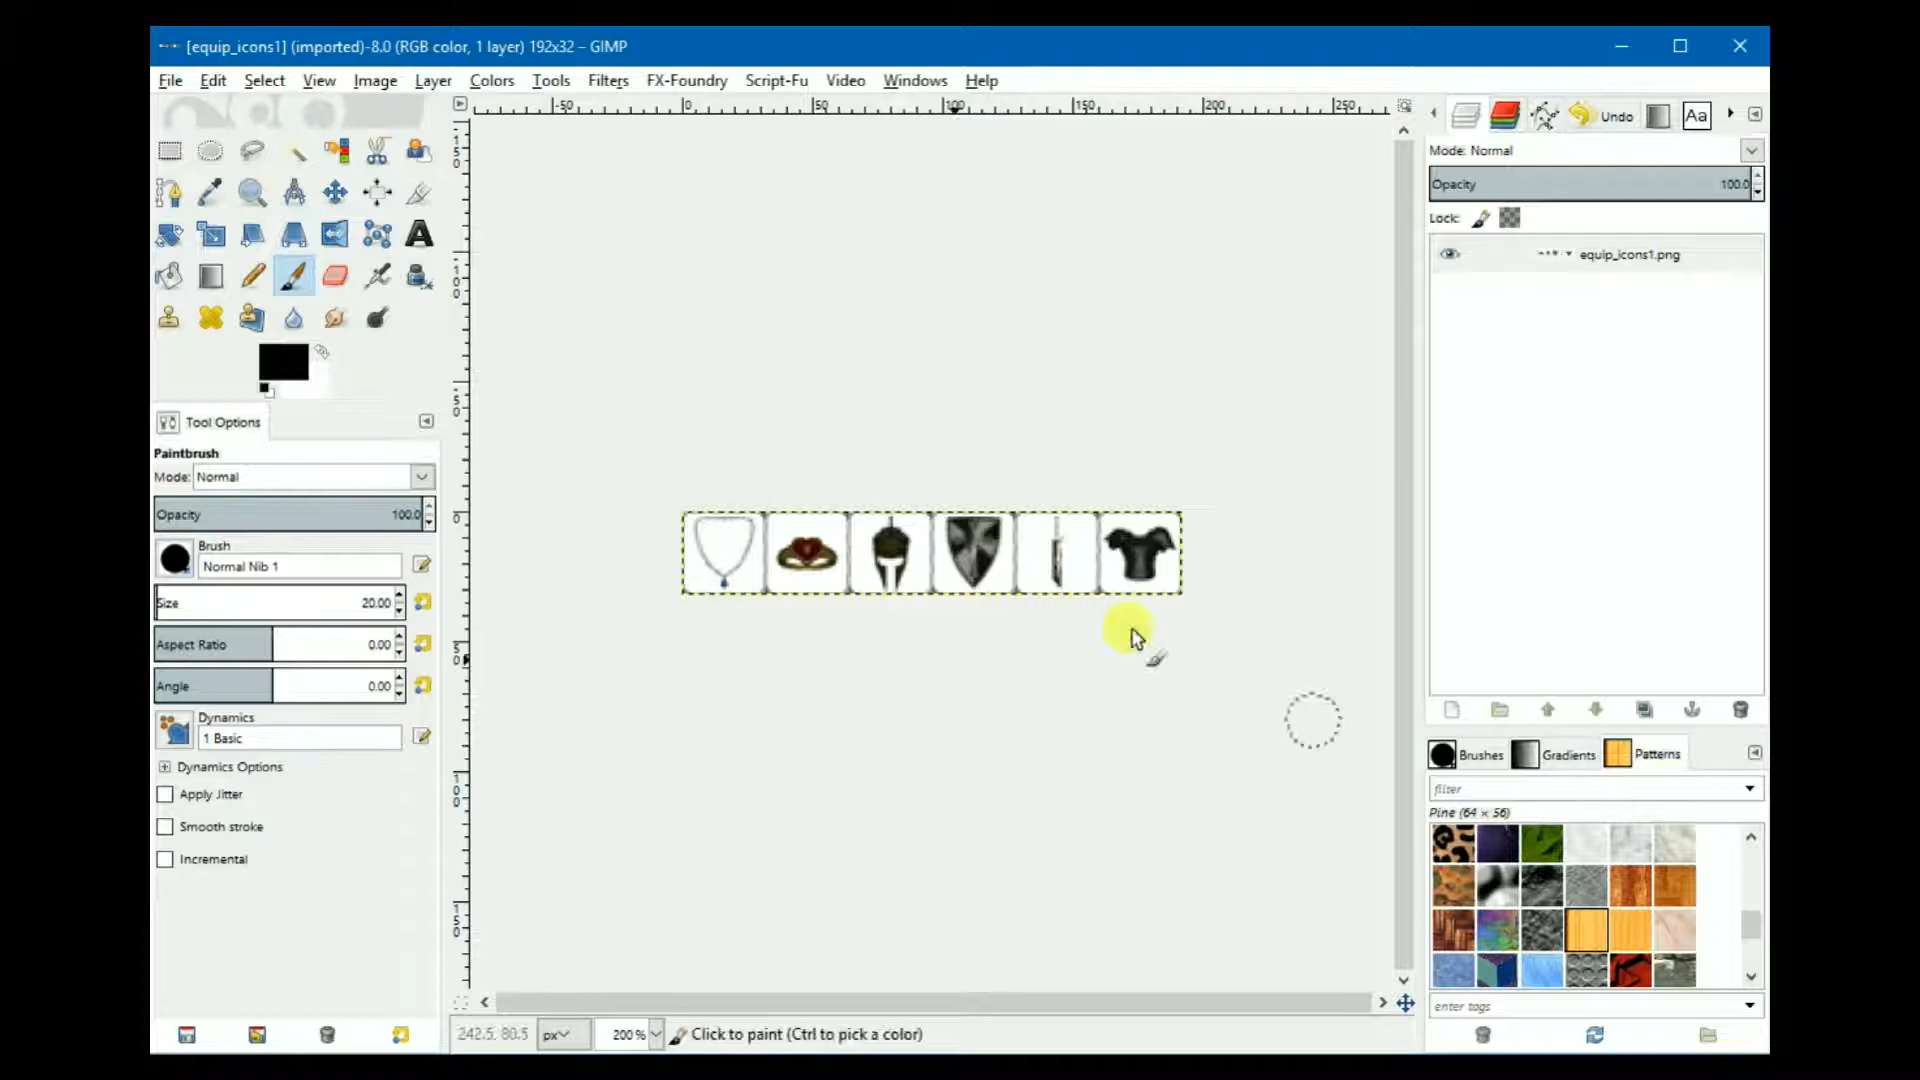 [equip_icons1] (imported)-8.0 (RGB color, 1 layer) 192x32 – GIMP
File Edit Select View Image Layer Colors Tools Filters FX-Foundry Script-Fu Video Windows Help
-50 0 50 100 150 200 250
Undo
Aa
Mode: Normal
Opacity 100.0
Lock:
equip_icons1.png
Tool Options
Paintbrush
Mode: Normal
Opacity 100.0
Brush
Normal Nib 1
Size 20.00
Aspect Ratio 0.00
Angle 0.00
Dynamics
1 Basic
Dynamics Options
Apply Jitter
Smooth stroke
Incremental
Brushes Gradients Patterns
filter
Pine (64 × 56)
enter tags
242.5, 80.5 px 200 % Click to paint (Ctrl to pick a color)